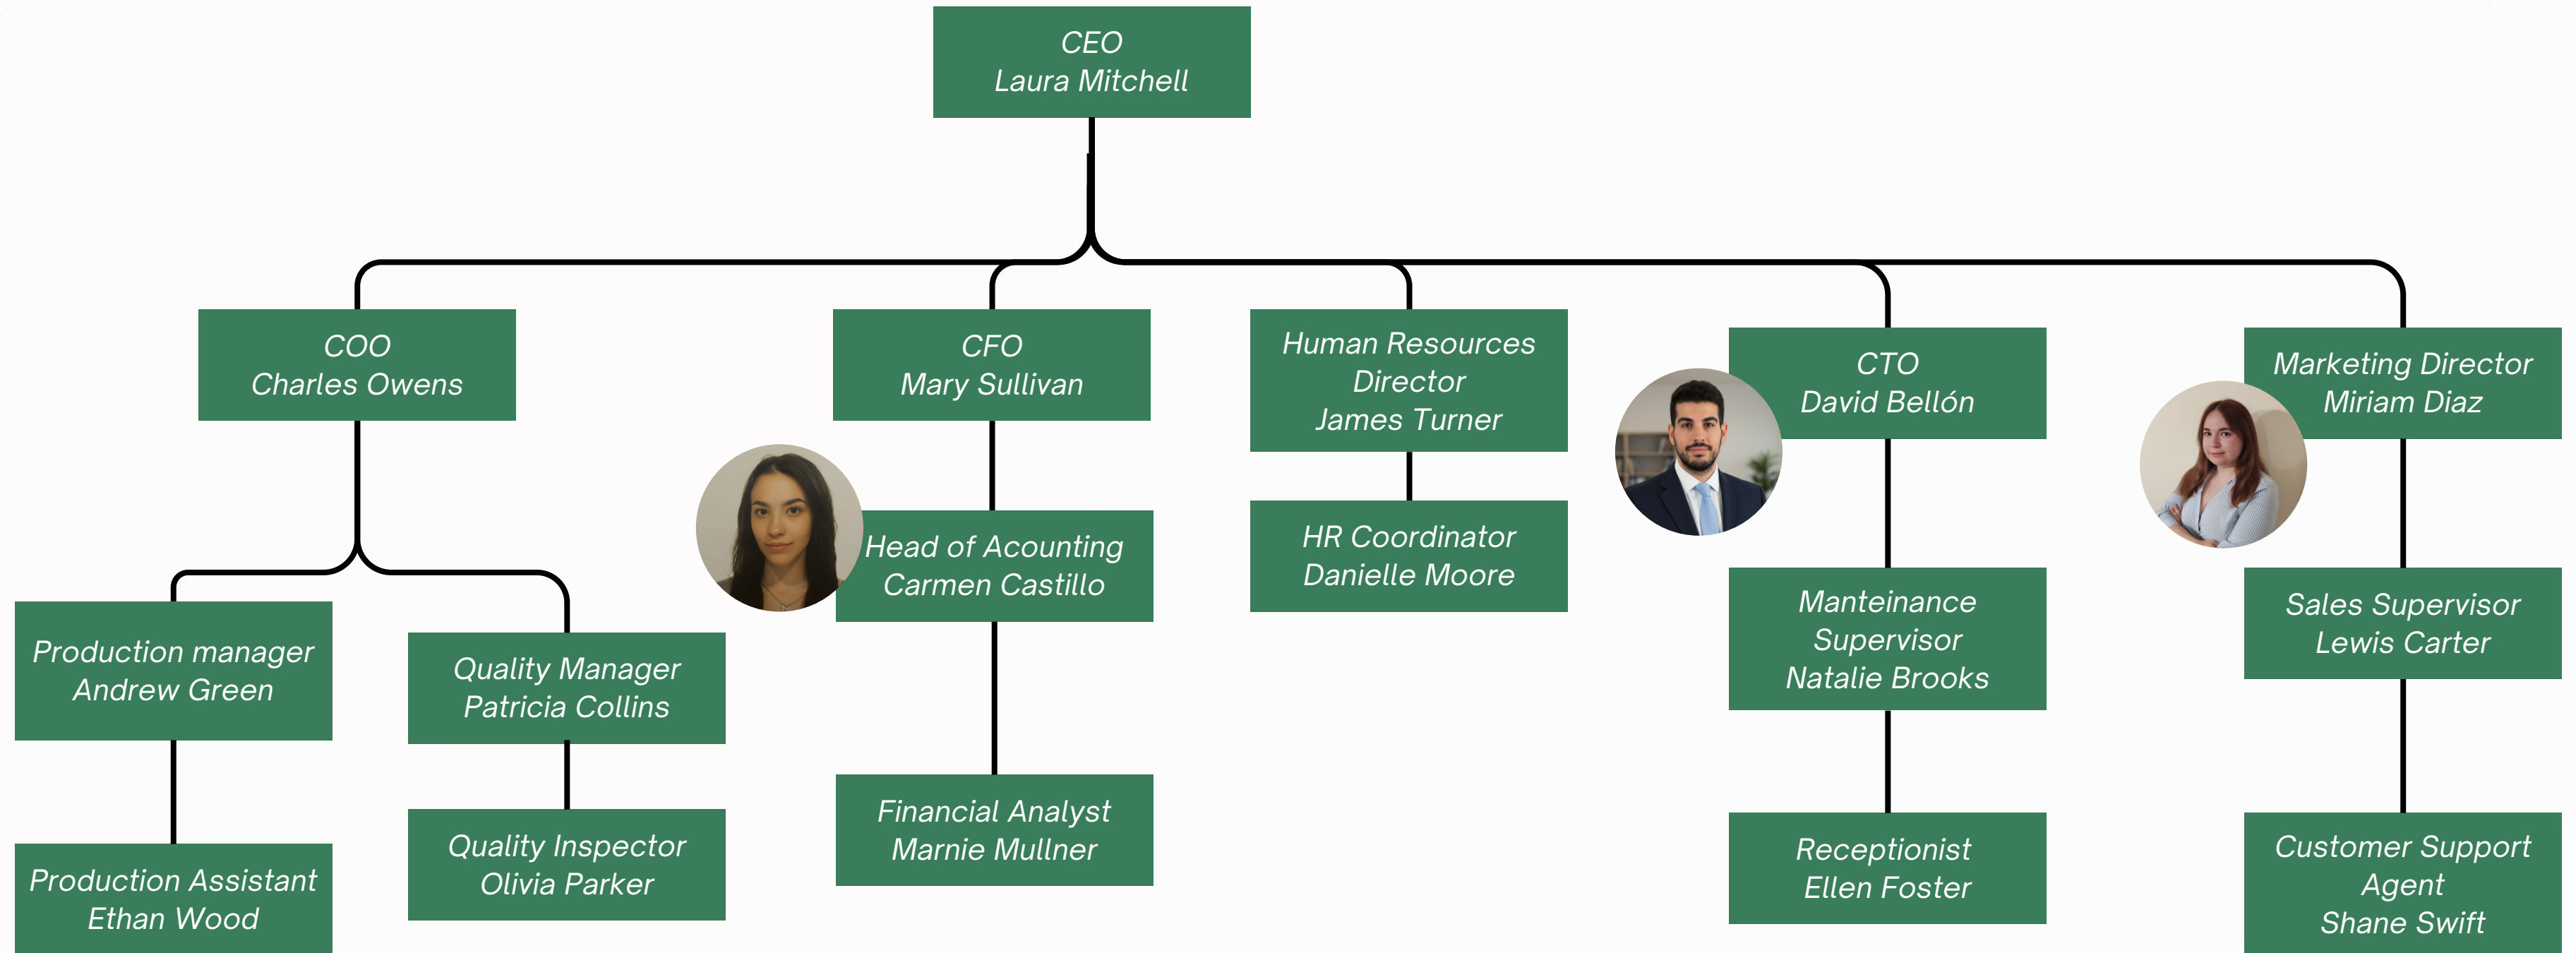 CEO
Laura Mitchell
COO
Charles Owens
CFO
Mary Sullivan
Human Resources
Director
James Turner
CTO
David Bellón
Marketing Director
Miriam Diaz
Head of Acounting
Carmen Castillo
HR Coordinator
Danielle Moore
Production manager
Andrew Green
Quality Manager
Patricia Collins
Manteinance
Supervisor
Natalie Brooks
Sales Supervisor
Lewis Carter
Production Assistant
Ethan Wood
Quality Inspector
Olivia Parker
Financial Analyst
Marnie Mullner
Receptionist
Ellen Foster
Customer Support
Agent
Shane Swift